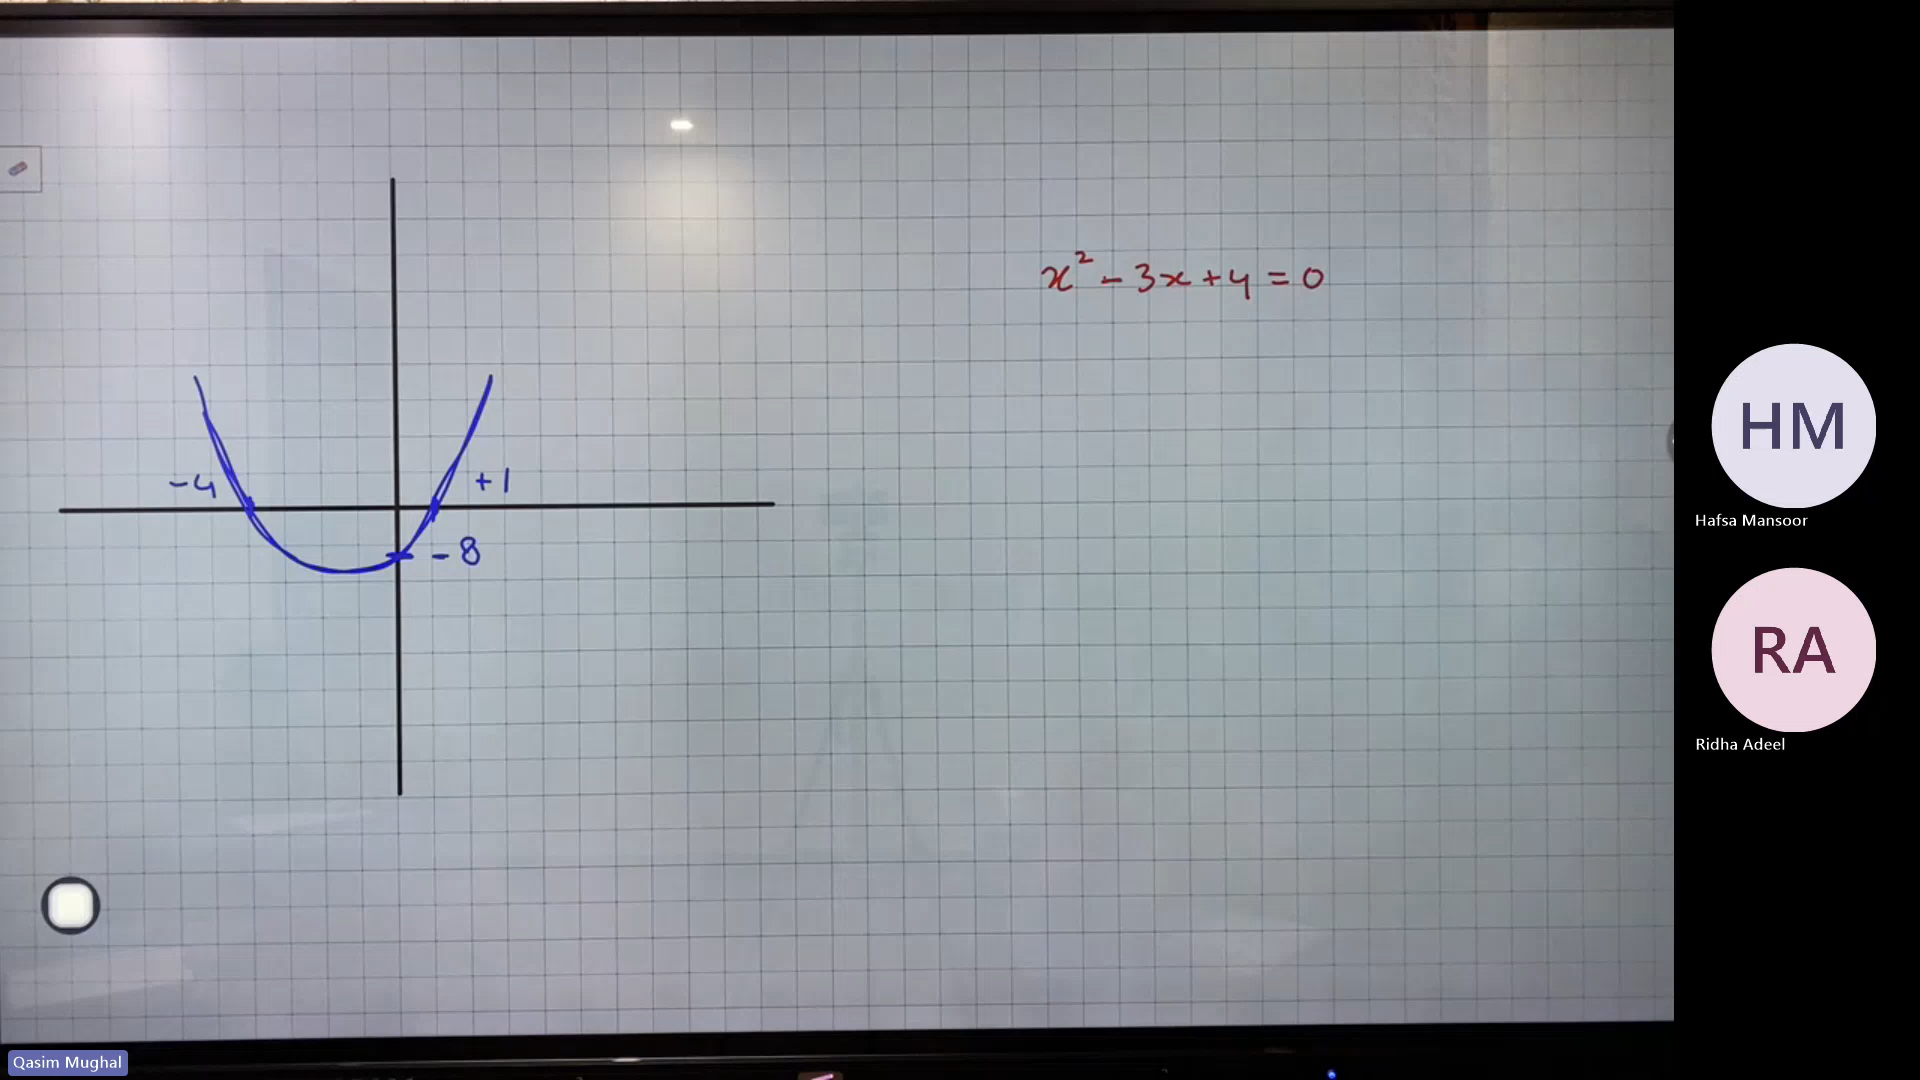 x² - 3x + 4 = 0
-4
+1
-8
HM
Hafsa Mansoor
RA
Ridha Adeel
Qasim Mughal